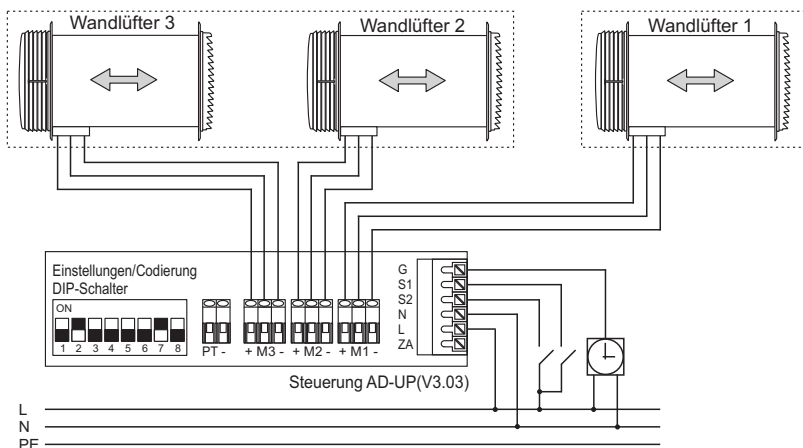 Wandlüfter 3
Wandlüfter 2
Wandlüfter 1
Einstellungen/Codierung
DIP-Schalter
ON
1 2 3 4 5 6 7 8
PT -
+ M3 -
+ M2 -
+ M1 -
G
S1
S2
N
L
ZA
Steuerung AD-UP(V3.03)
L
N
PE